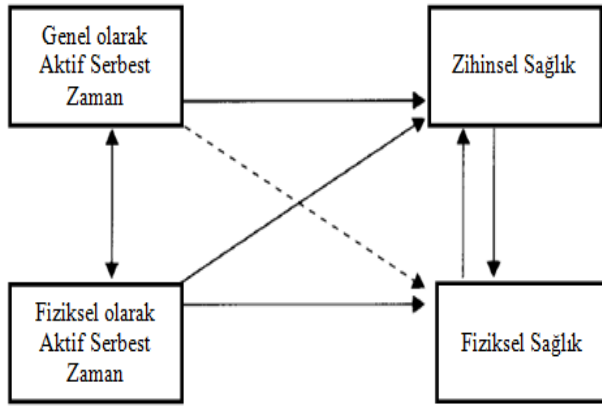 Genel olarak
Aktif Serbest
Zaman
Zihinsel Sağlık
Fiziksel olarak
Aktif Serbest
Zaman
Fiziksel Sağlık